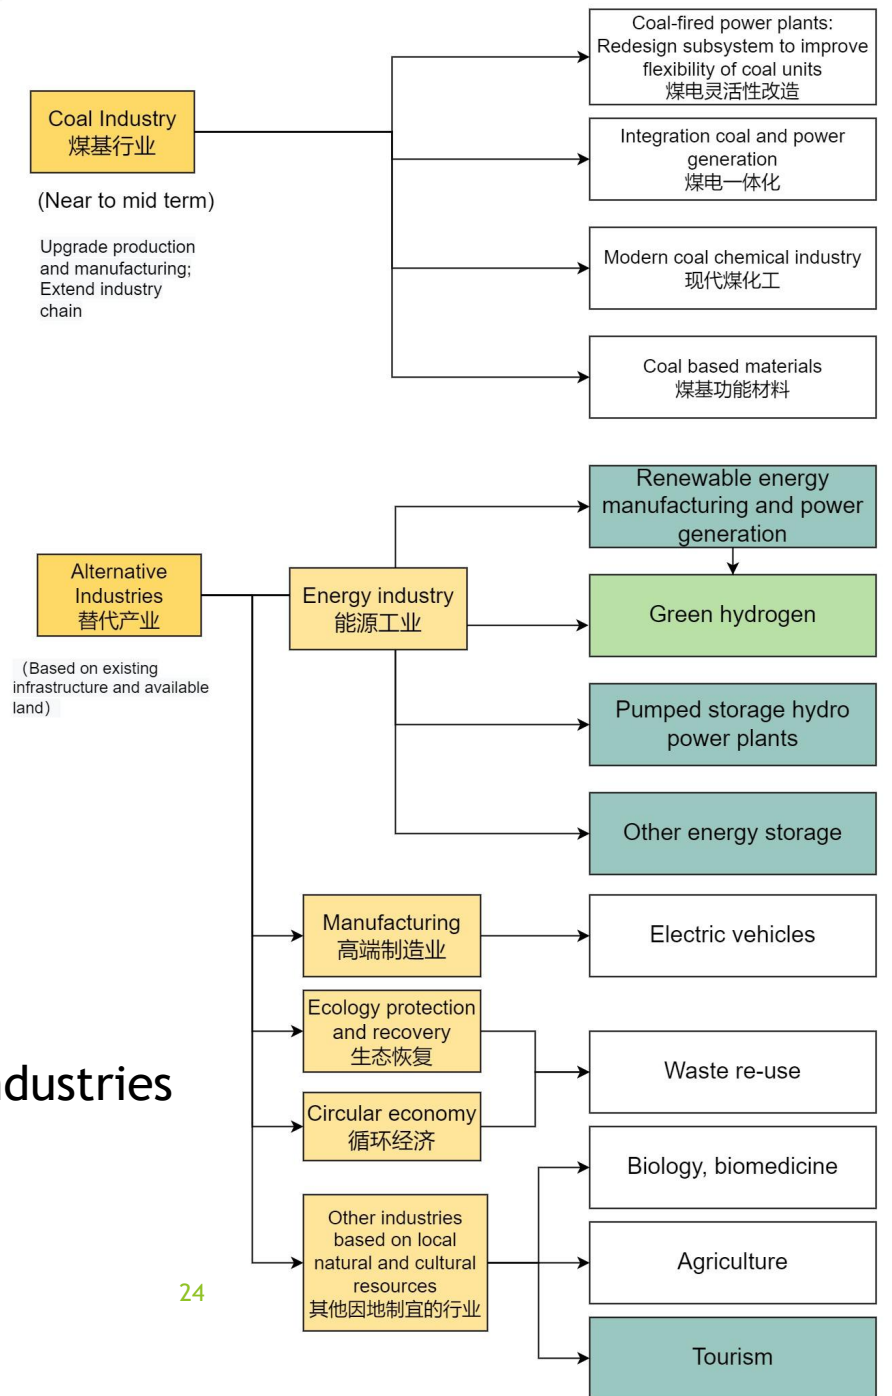 Coal Industry
煤基行业
(Near to mid term)
Upgrade production
and manufacturing;
Extend industry
chain
Coal-fired power plants:
Redesign subsystem to improve
flexibility of coal units
煤电灵活性改造
Integration coal and power
generation
煤电一体化
Modern coal chemical industry
现代煤化工
Coal based materials
煤基功能材料
Alternative
Industries
替代产业
（Based on existing
infrastructure and available
land）
Energy industry
能源工业
Renewable energy
manufacturing and power
generation
Green hydrogen
Pumped storage hydro
power plants
Other energy storage
Manufacturing
高端制造业
Electric vehicles
Ecology protection
and recovery
生态恢复
Circular economy
循环经济
Waste re-use
Other industries
based on local
natural and cultural
resources
其他因地制宜的行业
Biology, biomedicine
Agriculture
Tourism
ndustries
24